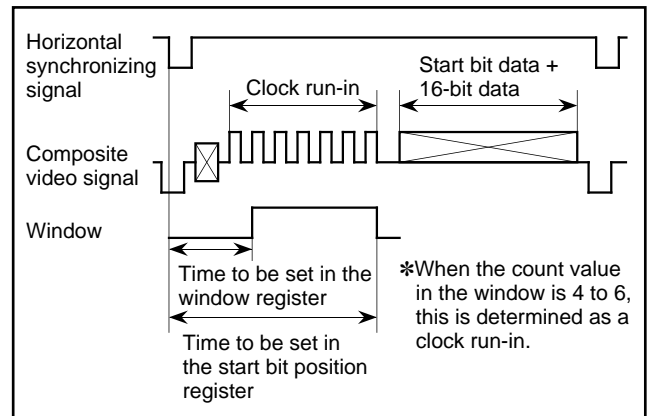 Horizontal
synchronizing
signal
Clock run-in
Start bit data +
16-bit data
Composite
video signal
Window
Time to be set in the
window register
Time to be set in
the start bit position
register
✽When the count value
in the window is 4 to 6,
this is determined as a
clock run-in.